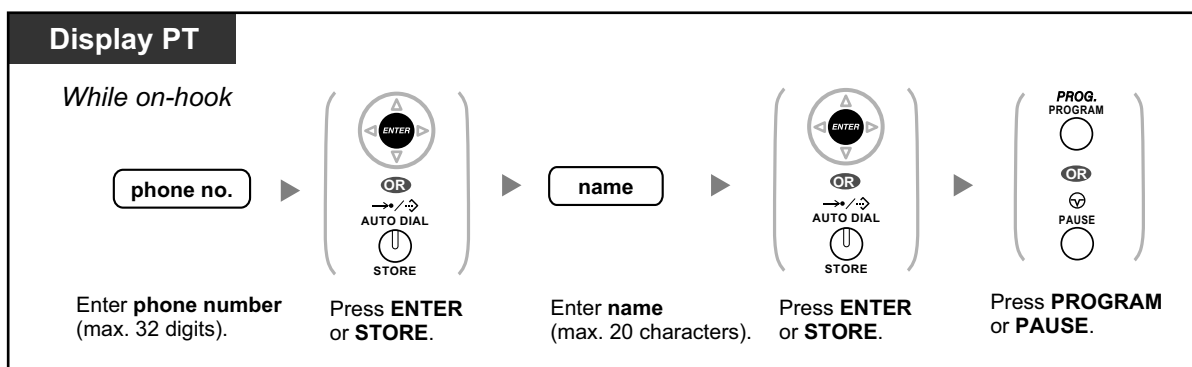 Display PT
While on-hook
phone no.
ENTER
OR
AUTO DIAL
STORE
name
ENTER
OR
AUTO DIAL
STORE
PROG.
PROGRAM
OR
PAUSE
Enter phone number
(max. 32 digits).
Press ENTER
or STORE.
Enter name
(max. 20 characters).
Press ENTER
or STORE.
Press PROGRAM
or PAUSE.